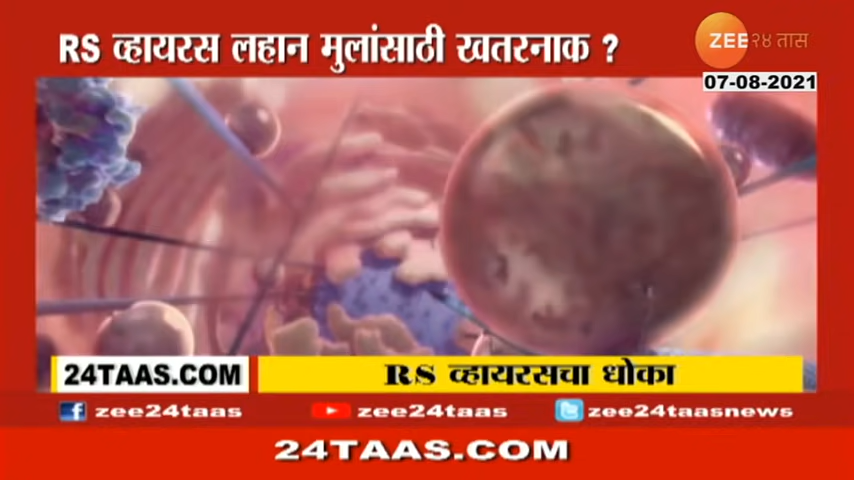 RS व्हायरस लहान मुलांसाठी खतरनाक ?
ZEE २४ तास
07-08-2021
24TAAS.COM
RS व्हायरसचा धोका
zee24taas
zee24taas
zee24taasnews
24TAAS.COM